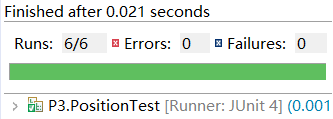 Finished after 0.021 seconds
Runs: 6/6 Errors: 0 Failures: 0
P3.PositionTest [Runner: JUnit 4] (0.001